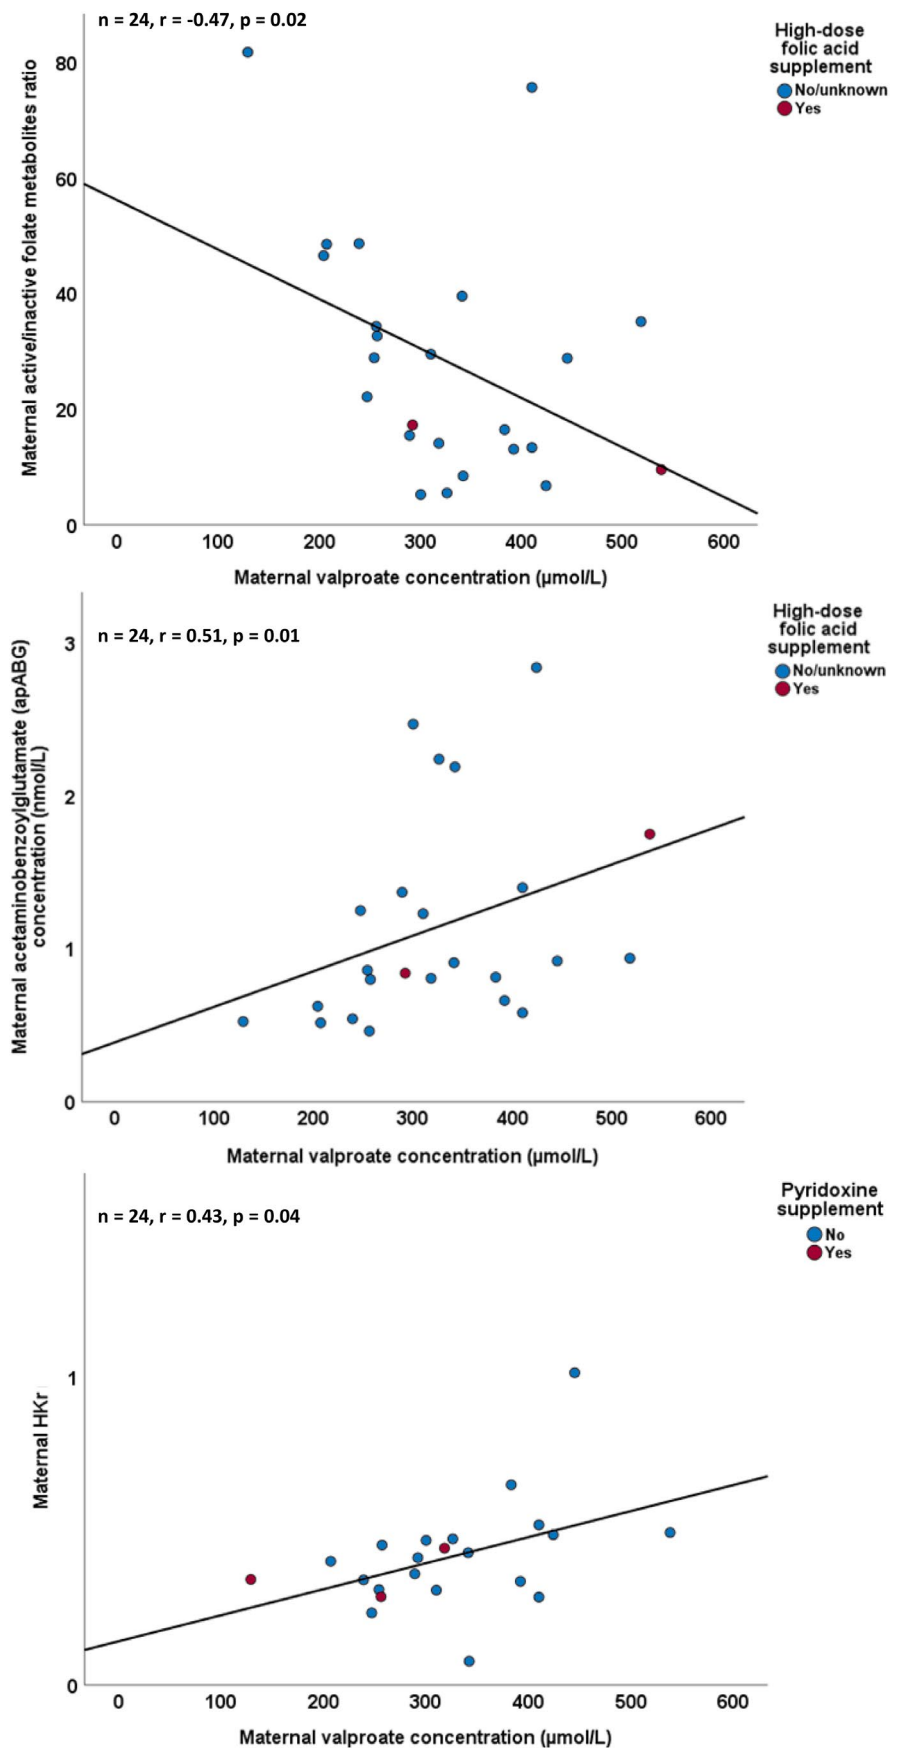 n = 24, r = -0.47, p = 0.02
High-dose
folic acid
supplement
No/unknown
Yes
Maternal active/inactive folate metabolites ratio
80
60
40
20
0
0 100 200 300 400 500 600
Maternal valproate concentration (µmol/L)
n = 24, r = 0.51, p = 0.01
High-dose
folic acid
supplement
No/unknown
Yes
Maternal acetaminobenzoylglutamate (apABG)
concentration (nmol/L)
3
2
1
0
0 100 200 300 400 500 600
Maternal valproate concentration (µmol/L)
n = 24, r = 0.43, p = 0.04
Pyridoxine
supplement
No
Yes
Maternal HKr
1
0
0 100 200 300 400 500 600
Maternal valproate concentration (µmol/L)